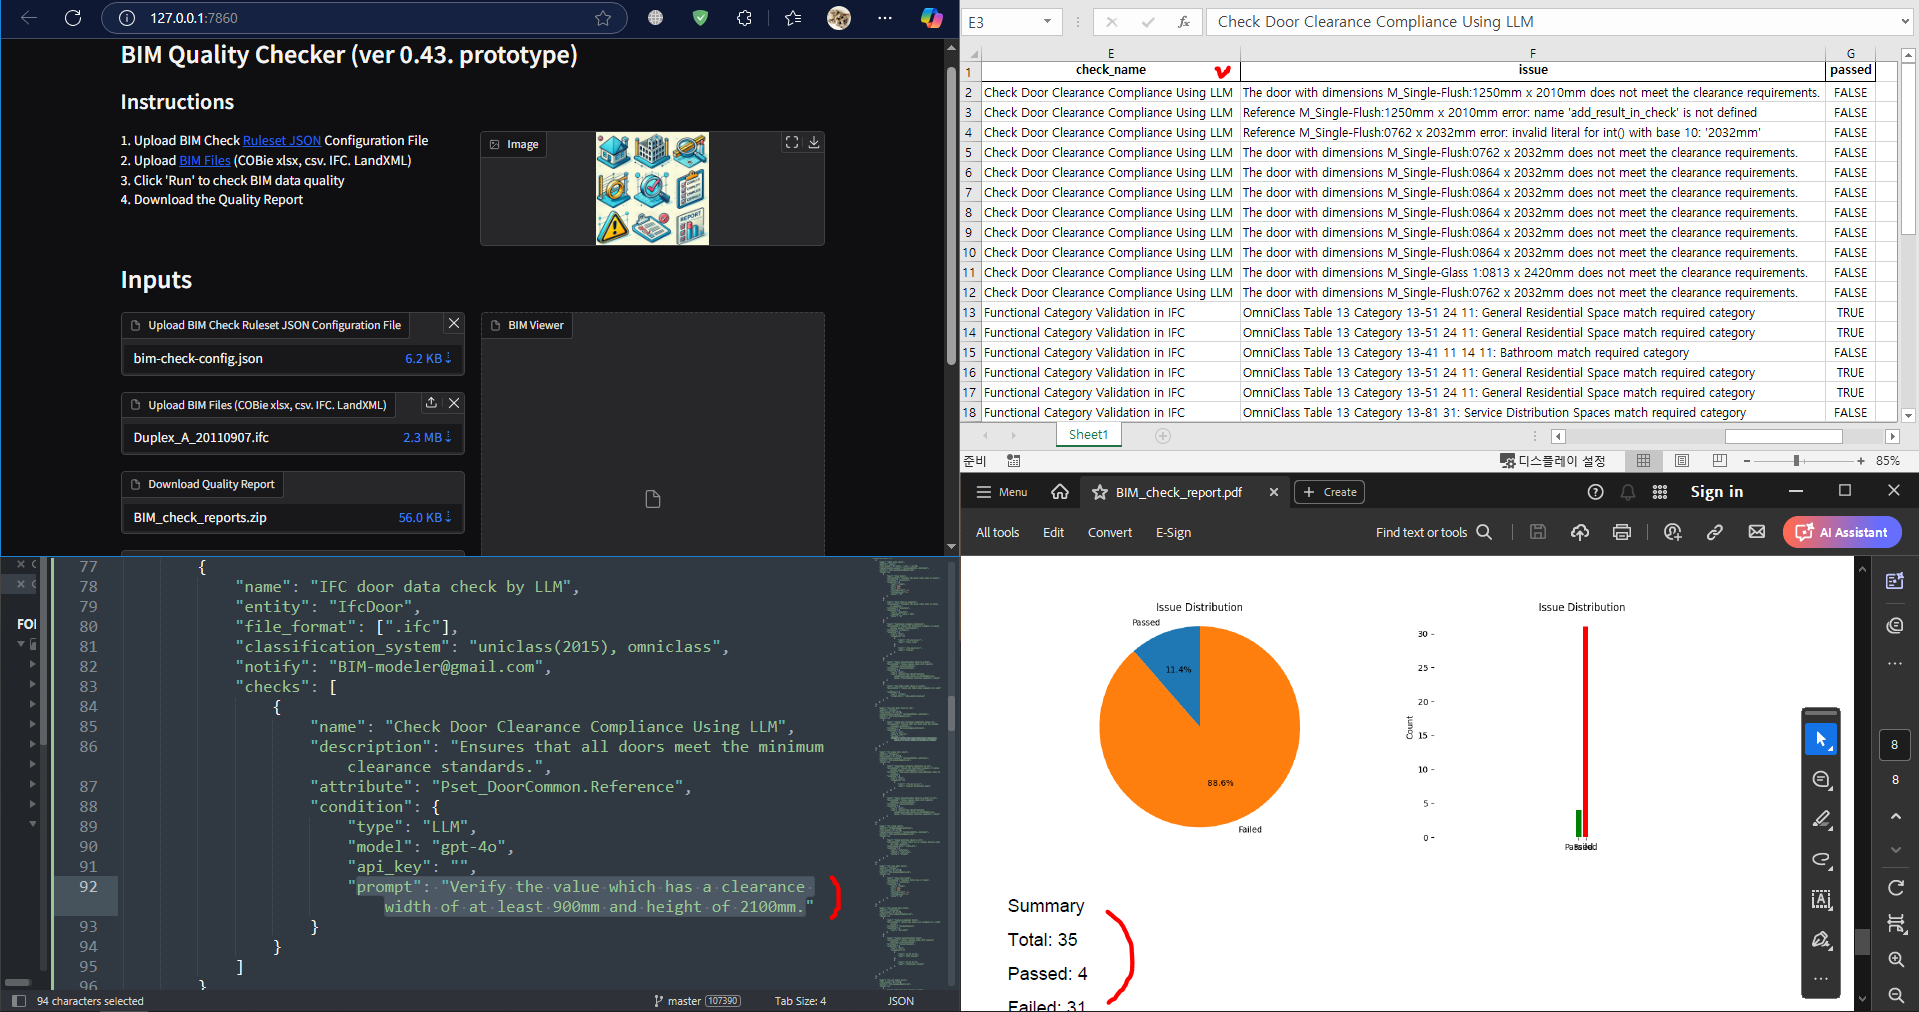 127.0.0.1:7860
BIM Quality Checker (ver 0.43. prototype)
Instructions
1. Upload BIM Check Ruleset JSON Configuration File
2. Upload BIM Files (COBie xlsx, csv. IFC. LandXML)
3. Click 'Run' to check BIM data quality
4. Download the Quality Report
Image
REPORT
Inputs
Upload BIM Check Ruleset JSON Configuration File
bim-check-config.json 6.2 KB
Upload BIM Files (COBie xlsx, csv. IFC. LandXML)
Duplex_A_20110907.ifc 2.3 MB
Download Quality Report
BIM_check_reports.zip 56.0 KB
BIM Viewer
E3 fx Check Door Clearance Compliance Using LLM
E F G
1 check_name issue passed
2 Check Door Clearance Compliance Using LLM The door with dimensions M_Single-Flush:1250mm x 2010mm does not meet the clearance requirements. FALSE
3 Check Door Clearance Compliance Using LLM Reference M_Single-Flush:1250mm x 2010mm error: name 'add_result_in_check' is not defined FALSE
4 Check Door Clearance Compliance Using LLM Reference M_Single-Flush:0762 x 2032mm error: invalid literal for int() with base 10: '2032mm' FALSE
5 Check Door Clearance Compliance Using LLM The door with dimensions M_Single-Flush:0762 x 2032mm does not meet the clearance requirements. FALSE
6 Check Door Clearance Compliance Using LLM The door with dimensions M_Single-Flush:0864 x 2032mm does not meet the clearance requirements. FALSE
7 Check Door Clearance Compliance Using LLM The door with dimensions M_Single-Flush:0864 x 2032mm does not meet the clearance requirements. FALSE
8 Check Door Clearance Compliance Using LLM The door with dimensions M_Single-Flush:0864 x 2032mm does not meet the clearance requirements. FALSE
9 Check Door Clearance Compliance Using LLM The door with dimensions M_Single-Flush:0864 x 2032mm does not meet the clearance requirements. FALSE
10 Check Door Clearance Compliance Using LLM The door with dimensions M_Single-Flush:0864 x 2032mm does not meet the clearance requirements. FALSE
11 Check Door Clearance Compliance Using LLM The door with dimensions M_Single-Glass 1:0813 x 2420mm does not meet the clearance requirements. FALSE
12 Check Door Clearance Compliance Using LLM The door with dimensions M_Single-Flush:0762 x 2032mm does not meet the clearance requirements. FALSE
13 Functional Category Validation in IFC OmniClass Table 13 Category 13-51 24 11: General Residential Space match required category TRUE
14 Functional Category Validation in IFC OmniClass Table 13 Category 13-51 24 11: General Residential Space match required category TRUE
15 Functional Category Validation in IFC OmniClass Table 13 Category 13-41 11 14 11: Bathroom match required category FALSE
16 Functional Category Validation in IFC OmniClass Table 13 Category 13-51 24 11: General Residential Space match required category TRUE
17 Functional Category Validation in IFC OmniClass Table 13 Category 13-51 24 11: General Residential Space match required category TRUE
18 Functional Category Validation in IFC OmniClass Table 13 Category 13-81 31: Service Distribution Spaces match required category FALSE
Sheet1
준비 디스플레이 설정 85%
Menu BIM_check_report.pdf Create Sign in
All tools Edit Convert E-Sign Find text or tools AI Assistant
Issue Distribution
Passed
11.4%
88.6%
Failed
Issue Distribution
Count
30
25
20
15
10
5
0
Summary
Total: 35
Passed: 4
Failed: 31
8
8
FO
77 {
78 "name": "IFC door data check by LLM",
79 "entity": "IfcDoor",
80 "file_format": [".ifc"],
81 "classification_system": "uniclass(2015), omniclass",
82 "notify": "BIM-modeler@gmail.com",
83 "checks": [
84 {
85 "name": "Check Door Clearance Compliance Using LLM",
86 "description": "Ensures that all doors meet the minimum
clearance standards.",
87 "attribute": "Pset_DoorCommon.Reference",
88 "condition": {
89 "type": "LLM",
90 "model": "gpt-4o",
91 "api_key": "",
92 "prompt": "Verify the value which has a clearance
width of at least 900mm and height of 2100mm."
93 }
94 }
95 ]
96 }
94 characters selected master 107390 Tab Size: 4 JSON